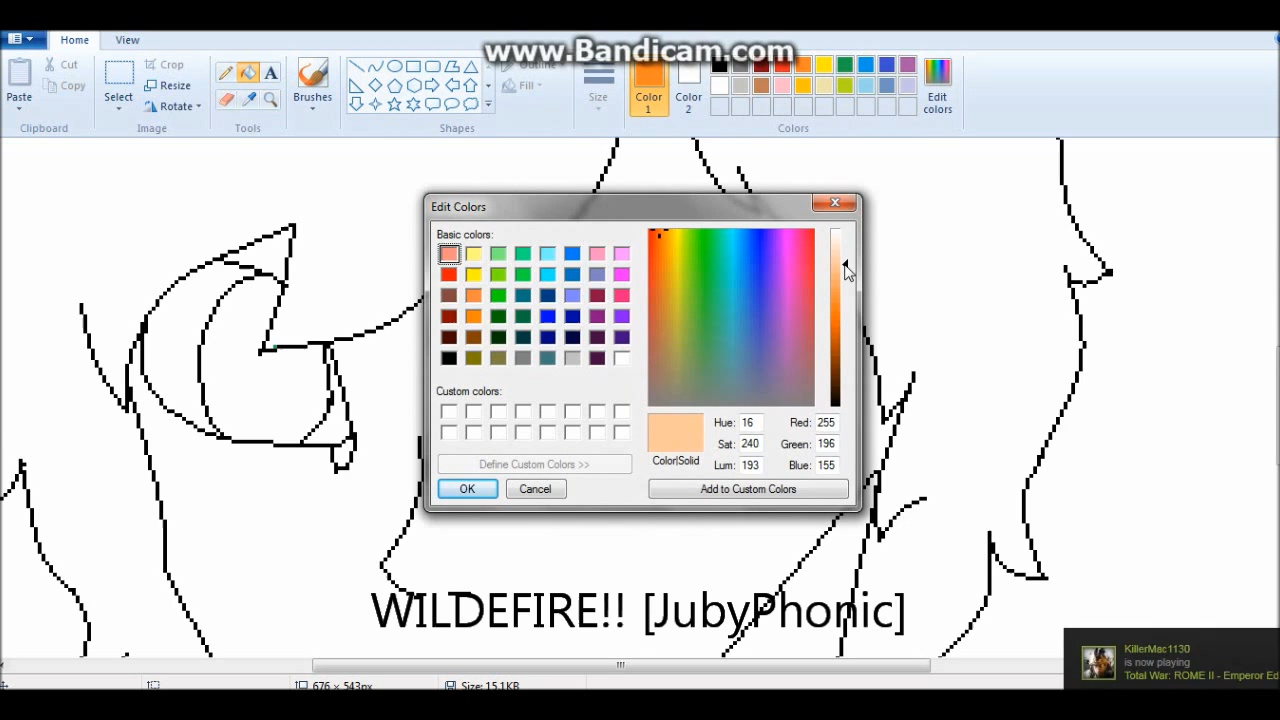 www.Bandicam.com
Home View
Cut
Copy
Paste
Clipboard
Select
Crop
Resize
Rotate
Image
A
Tools
Brushes
Outline
Fill
Shapes
Size
Color 1
Color 2
Edit colors
Colors
Edit Colors
Basic colors:
Custom colors:
Define Custom Colors >>
OK Cancel
Hue: 16 Red: 255
Sat: 240 Green: 196
Color|Solid Lum: 193 Blue: 155
Add to Custom Colors
WILDEFIRE!! [JubyPhonic]
KillerMac1130
is now playing
Total War: ROME II - Emperor Ed
676 × 543px Size: 15.1KB